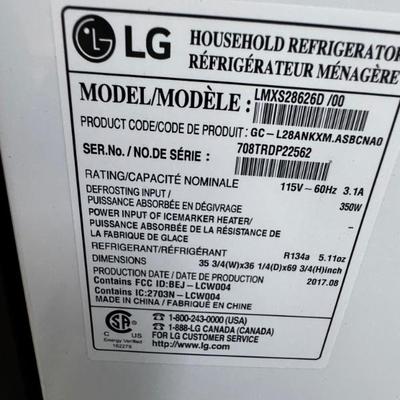 LG HOUSEHOLD REFRIGERATOR
RÉFRIGÉRATEUR MÉNAGÈRE
MODEL/MODÈLE : LMXS28626D /00
PRODUCT CODE/CODE DE PRODUIT : GC-L28ANKXM.ASBCNA0
SER.No./ NO.DE SÉRIE : 708TRDP22562
RATING/CAPACITÉ NOMINALE 115V~60Hz 3.1A
DEFROSTING INPUT /
PUISSANCE ABSORBÉE EN DÉGIVRAGE 350W
POWER INPUT OF ICEMARKER HEATER/
PUISSANCE ABSORBÉE DE LA RÉSISTANCE DE
LA FABRIQUE DE GLACE
REFRIGERANT/RÉFRIGÉRANT R134a 5.11oz
DIMENSIONS 35 3/4(W)x36 1/4(D)x69 3/4(H)inch
PRODUCTION DATE / DATE DE PRODUCTION 2017.08
Contains FCC ID:BEJ-LCW004
Contains IC:2703N-LCW004
MADE IN CHINA / FABRIQUÉ EN CHINE
SA
Energy Verified
162279
1-800-243-0000 (USA)
1-888-LG CANADA (CANADA)
FOR LG CUSTOMER SERVICE
http://www.lg.com